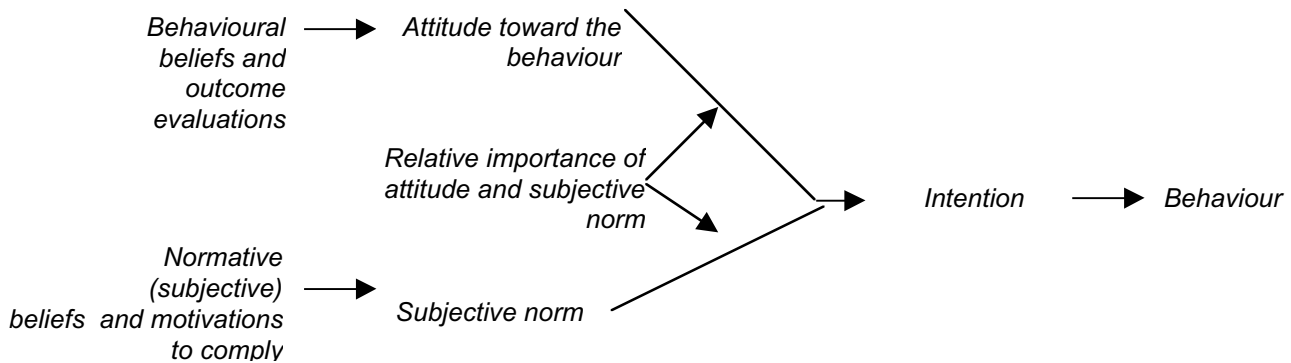 Behavioural
beliefs and
outcome
evaluations
Attitude toward the
behaviour
Relative importance of
attitude and subjective
norm
Normative
(subjective)
beliefs and motivations
to comply
Subjective norm
Intention
Behaviour